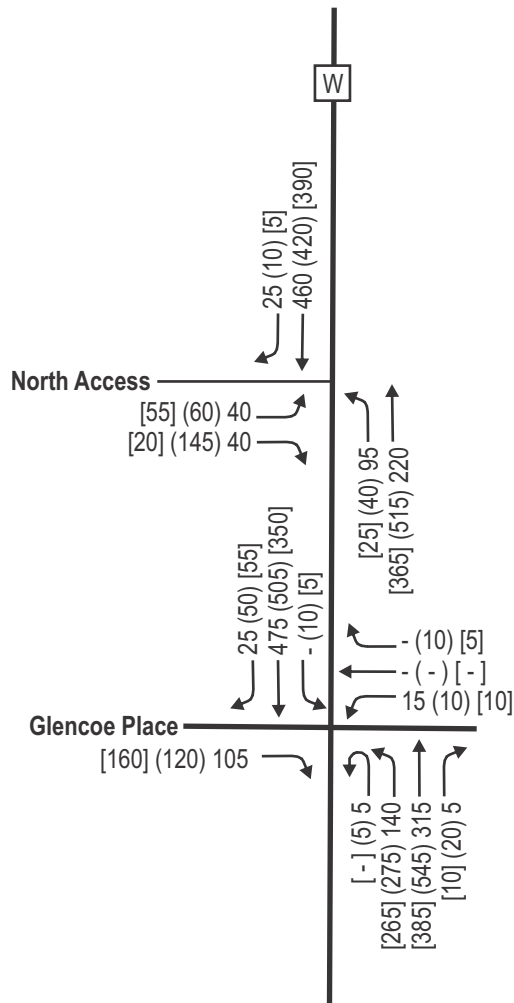 W
25 (10) [5]
460 (420) [390]
North Access
[55] (60) 40
[20] (145) 40
[25] (40) 95
[365] (515) 220
25 (50) [55]
475 (505) [350]
- (10) [5]
- (10) [5]
- ( - ) [ - ]
15 (10) [10]
Glencoe Place
[160] (120) 105
[ - ] (5) 5
[265] (275) 140
[385] (545) 315
[10] (20) 5